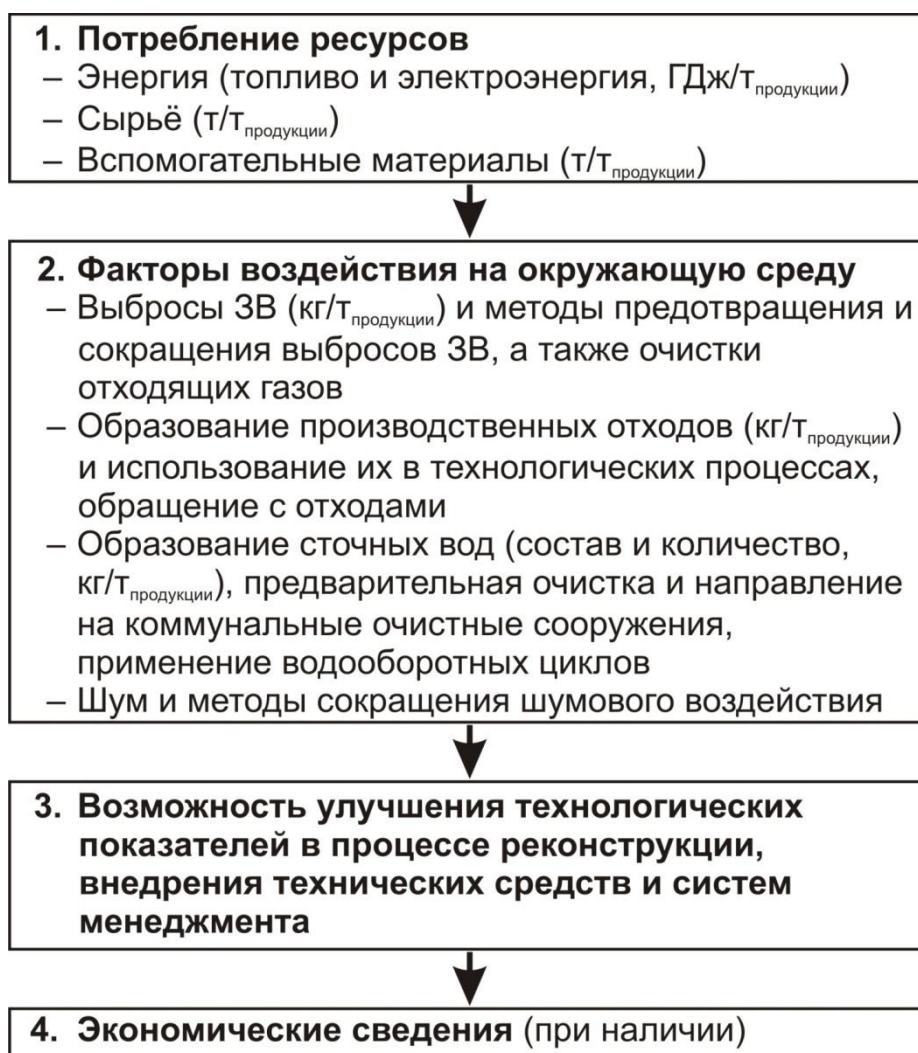 1. Потребление ресурсов
– Энергия (топливо и электроэнергия, ГДж/тпродукции)
– Сырьё (т/тпродукции)
– Вспомогательные материалы (т/тпродукции)
2. Факторы воздействия на окружающую среду
– Выбросы ЗВ (кг/тпродукции) и методы предотвращения и
сокращения выбросов ЗВ, а также очистки
отходящих газов
– Образование производственных отходов (кг/тпродукции)
и использование их в технологических процессах,
обращение с отходами
– Образование сточных вод (состав и количество,
кг/тпродукции), предварительная очистка и направление
на коммунальные очистные сооружения,
применение водооборотных циклов
– Шум и методы сокращения шумового воздействия
3. Возможность улучшения технологических
показателей в процессе реконструкции,
внедрения технических средств и систем
менеджмента
4. Экономические сведения (при наличии)